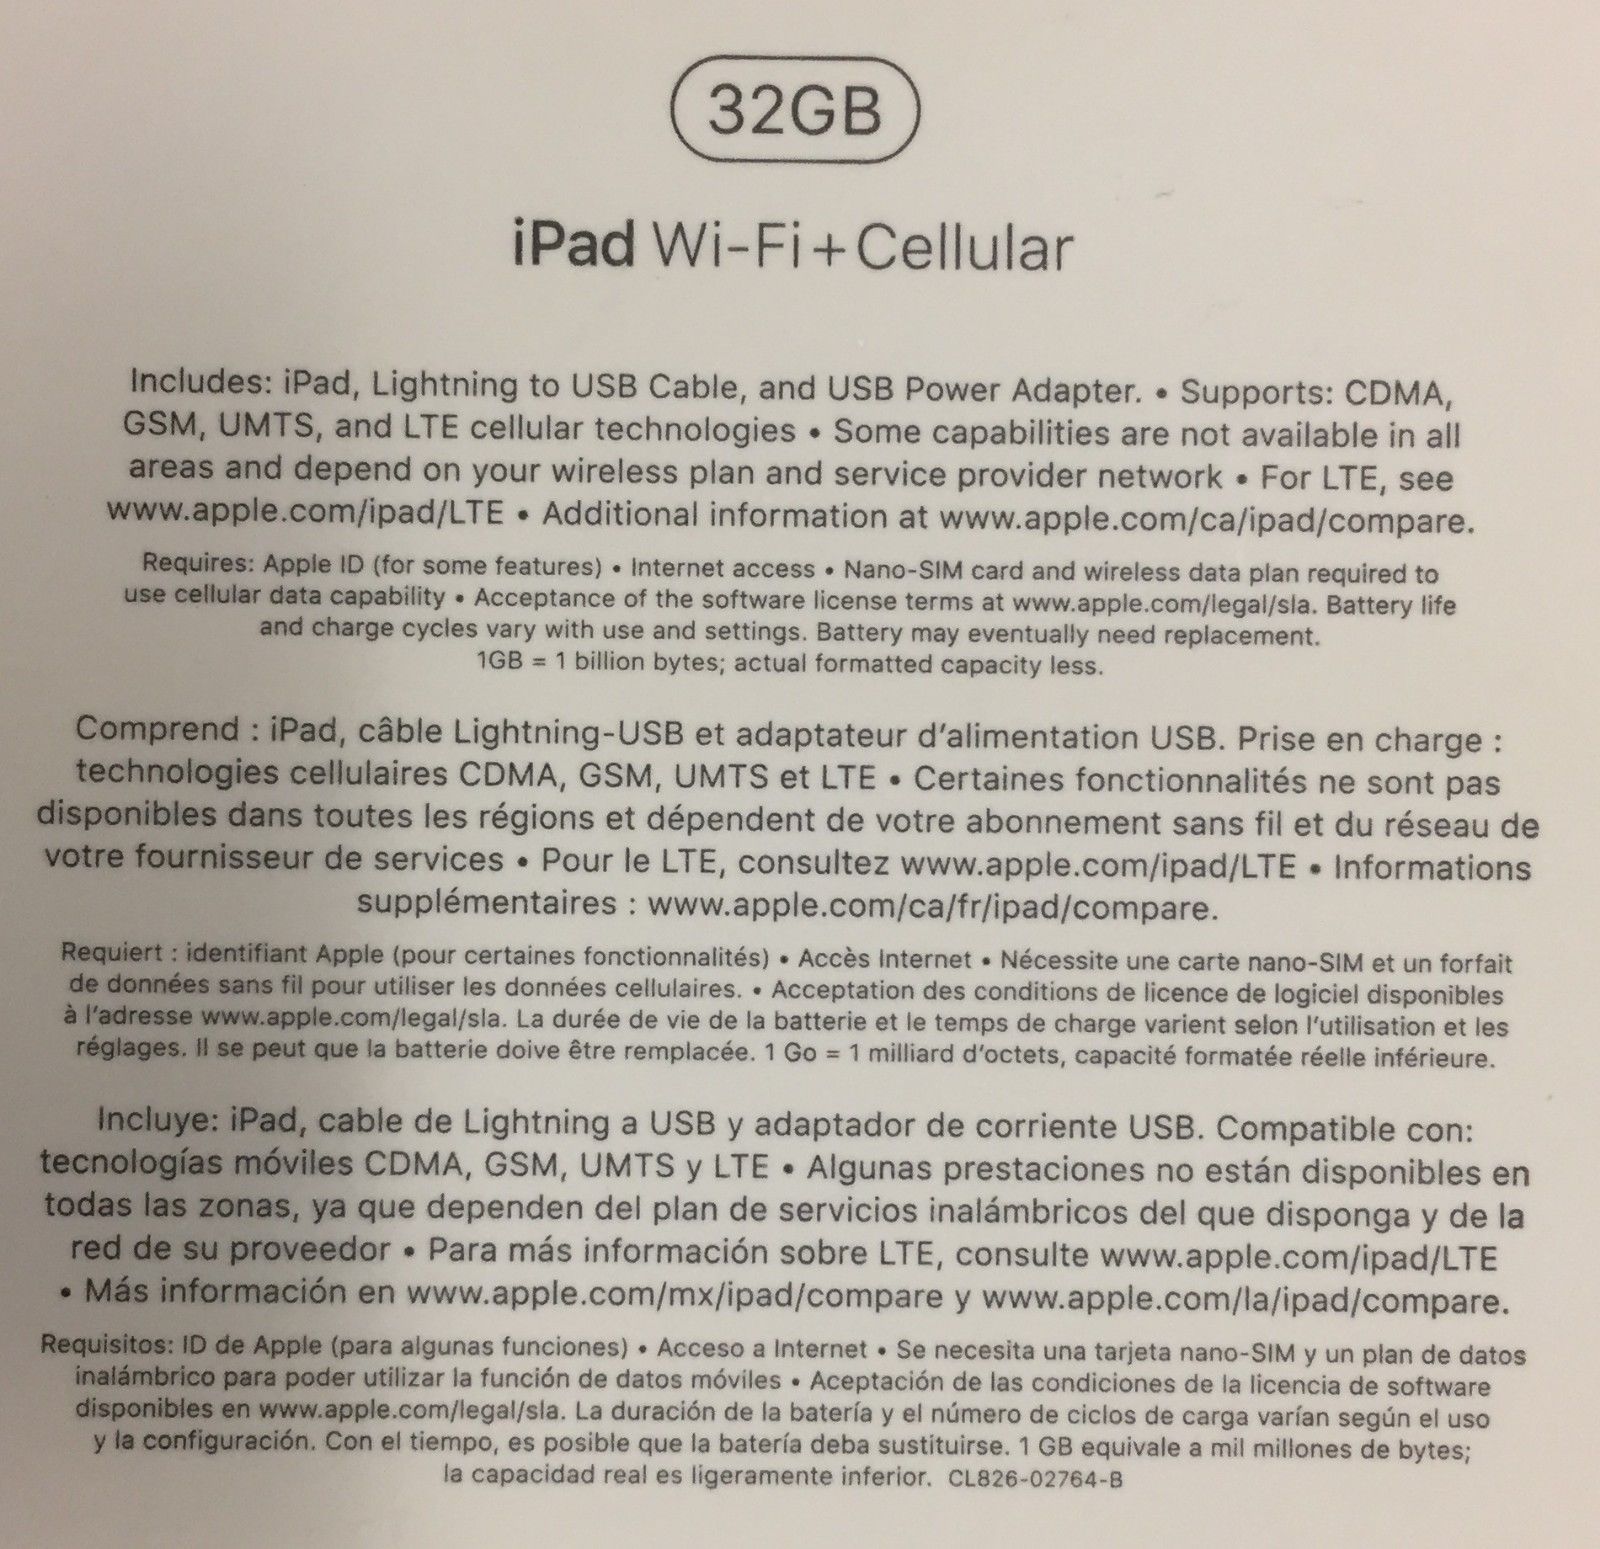 32GB
iPad Wi-Fi + Cellular
Includes: iPad, Lightning to USB Cable, and USB Power Adapter. • Supports: CDMA,
GSM, UMTS, and LTE cellular technologies • Some capabilities are not available in all
areas and depend on your wireless plan and service provider network • For LTE, see
www.apple.com/ipad/LTE • Additional information at www.apple.com/ca/ipad/compare.
Requires: Apple ID (for some features) • Internet access • Nano-SIM card and wireless data plan required to
use cellular data capability • Acceptance of the software license terms at www.apple.com/legal/sla. Battery life
and charge cycles vary with use and settings. Battery may eventually need replacement.
1GB = 1 billion bytes; actual formatted capacity less.
Comprend : iPad, câble Lightning-USB et adaptateur d’alimentation USB. Prise en charge :
technologies cellulaires CDMA, GSM, UMTS et LTE • Certaines fonctionnalités ne sont pas
disponibles dans toutes les régions et dépendent de votre abonnement sans fil et du réseau de
votre fournisseur de services • Pour le LTE, consultez www.apple.com/ipad/LTE • Informations
supplémentaires : www.apple.com/ca/fr/ipad/compare.
Requiert : identifiant Apple (pour certaines fonctionnalités) • Accès Internet • Nécessite une carte nano-SIM et un forfait
de données sans fil pour utiliser les données cellulaires. • Acceptation des conditions de licence de logiciel disponibles
à l’adresse www.apple.com/legal/sla. La durée de vie de la batterie et le temps de charge varient selon l’utilisation et les
réglages. Il se peut que la batterie doive être remplacée. 1 Go = 1 milliard d’octets, capacité formatée réelle inférieure.
Incluye: iPad, cable de Lightning a USB y adaptador de corriente USB. Compatible con:
tecnologías móviles CDMA, GSM, UMTS y LTE • Algunas prestaciones no están disponibles en
todas las zonas, ya que dependen del plan de servicios inalámbricos del que disponga y de la
red de su proveedor • Para más información sobre LTE, consulte www.apple.com/ipad/LTE
• Más información en www.apple.com/mx/ipad/compare y www.apple.com/la/ipad/compare.
Requisitos: ID de Apple (para algunas funciones) • Acceso a Internet • Se necesita una tarjeta nano-SIM y un plan de datos
inalámbrico para poder utilizar la función de datos móviles • Aceptación de las condiciones de la licencia de software
disponibles en www.apple.com/legal/sla. La duración de la batería y el número de ciclos de carga varían según el uso
y la configuración. Con el tiempo, es posible que la batería deba sustituirse. 1 GB equivale a mil millones de bytes;
la capacidad real es ligeramente inferior. CL826-02764-B